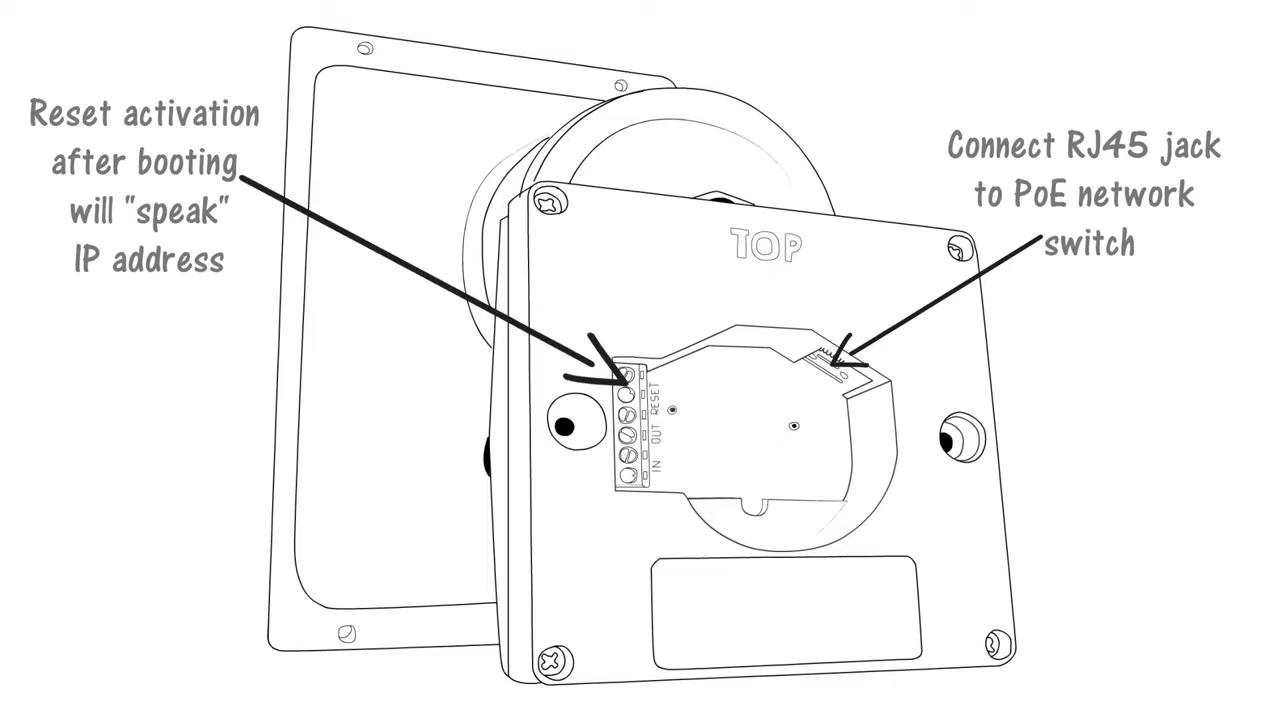 Reset activation
after booting
will "speak"
IP address
Connect RJ45 jack
to PoE network
switch
TOP
RESET
OUT
IN